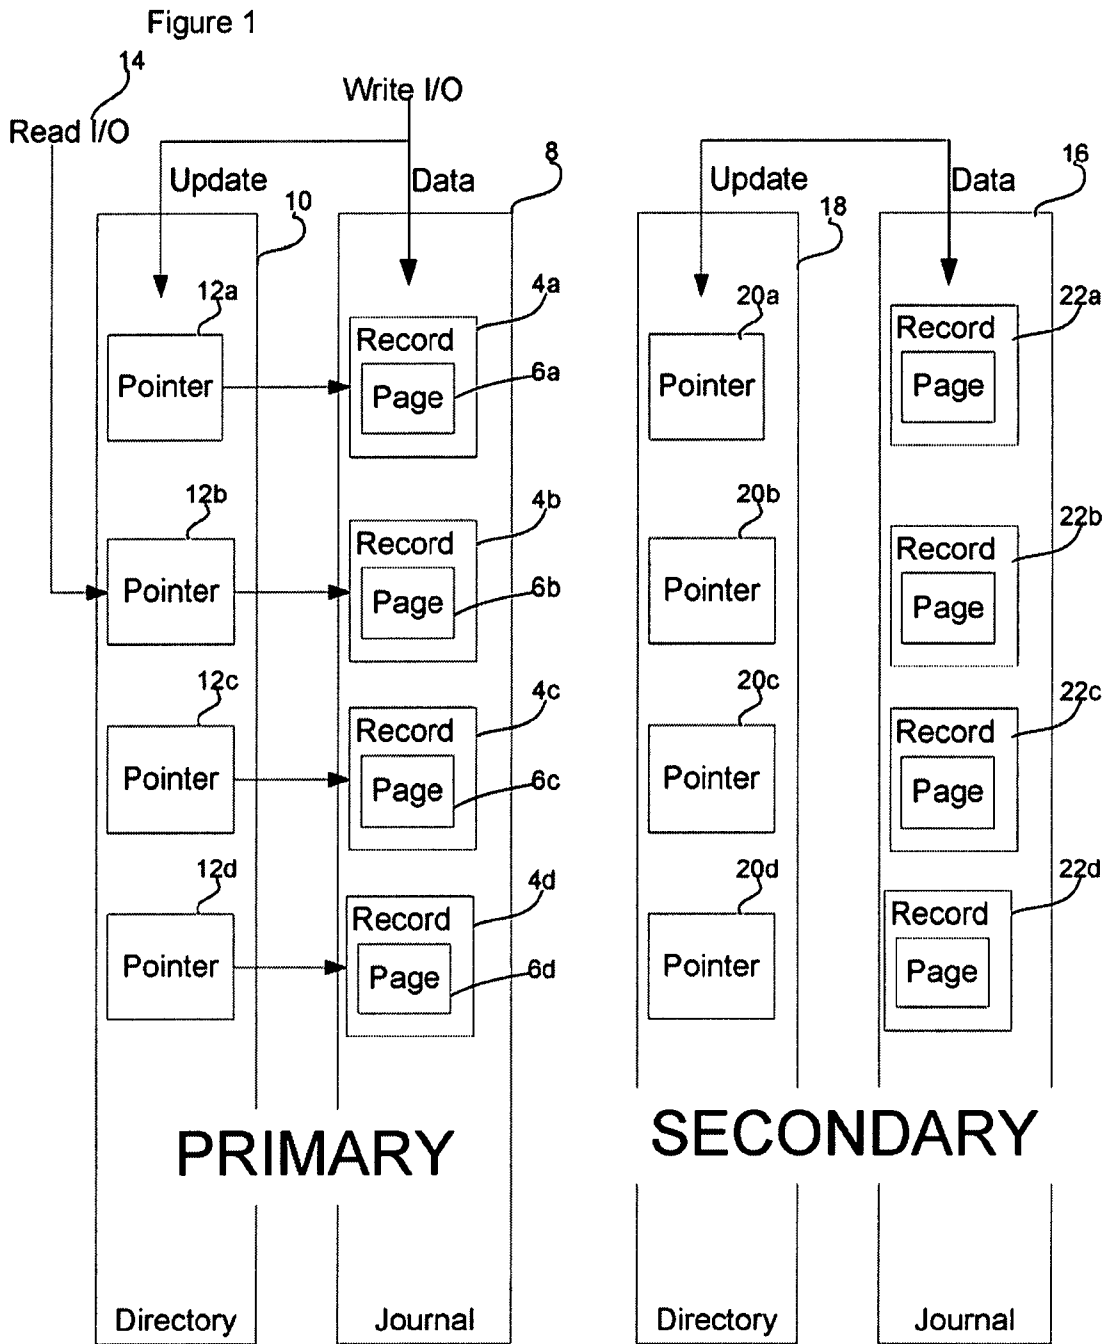 Figure 1
14
Write I/O
Read I/O
8
16
Update
Data
Update
Data
10
18
12a
4a
20a
22a
Record
Record
Pointer
Page
6a
Pointer
Page
12b
4b
20b
22b
Record
Record
Pointer
Page
6b
Pointer
Page
12c
4c
20c
22c
Record
Record
Pointer
Page
6c
Pointer
Page
12d
4d
20d
22d
Record
Record
Pointer
Page
6d
Pointer
Page
PRIMARY
SECONDARY
Directory
Journal
Directory
Journal